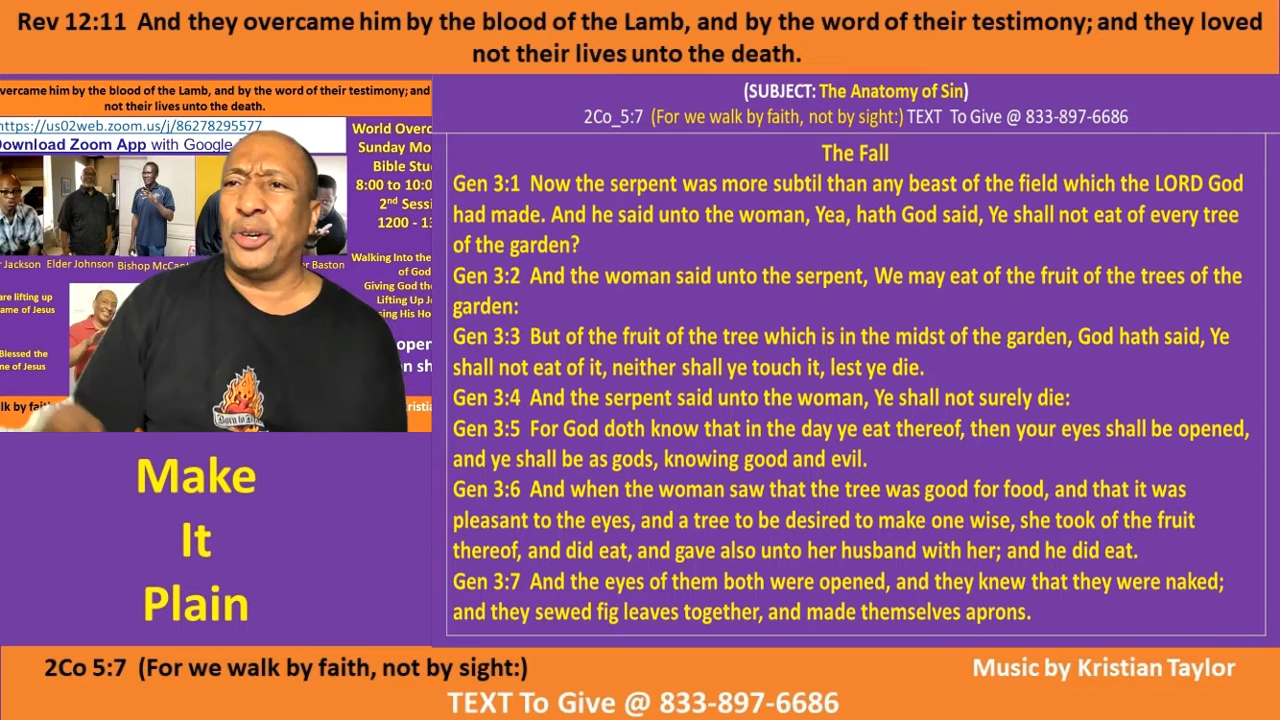 Rev 12:11 And they overcame him by the blood of the Lamb, and by the word of their testimony; and they loved
not their lives unto the death.
vercame him by the blood of the Lamb, and by the word of their testimony; and
not their lives unto the death.
https://us02web.zoom.us/j/86278295577
Download Zoom App with Google
World Overc
Sunday Mo
Bible Stu
8:00 to 10:0
2nd Sessi
1200 - 13
Jackson Elder Johnson Bishop McCan Baston
Walking Into the
of God
Giving God the
Lifting Up J
ing His Ho
are lifting up
ame of Jesus
Blessed the
ne of Jesus
open
n sh
lk by fait
ristia
Born to
Make
It
Plain
(SUBJECT: The Anatomy of Sin)
2Co_5:7 (For we walk by faith, not by sight:) TEXT To Give @ 833-897-6686
The Fall
Gen 3:1 Now the serpent was more subtil than any beast of the field which the LORD God
had made. And he said unto the woman, Yea, hath God said, Ye shall not eat of every tree
of the garden?
Gen 3:2 And the woman said unto the serpent, We may eat of the fruit of the trees of the
garden:
Gen 3:3 But of the fruit of the tree which is in the midst of the garden, God hath said, Ye
shall not eat of it, neither shall ye touch it, lest ye die.
Gen 3:4 And the serpent said unto the woman, Ye shall not surely die:
Gen 3:5 For God doth know that in the day ye eat thereof, then your eyes shall be opened,
and ye shall be as gods, knowing good and evil.
Gen 3:6 And when the woman saw that the tree was good for food, and that it was
pleasant to the eyes, and a tree to be desired to make one wise, she took of the fruit
thereof, and did eat, and gave also unto her husband with her; and he did eat.
Gen 3:7 And the eyes of them both were opened, and they knew that they were naked;
and they sewed fig leaves together, and made themselves aprons.
2Co 5:7 (For we walk by faith, not by sight:)
Music by Kristian Taylor
TEXT To Give @ 833-897-6686